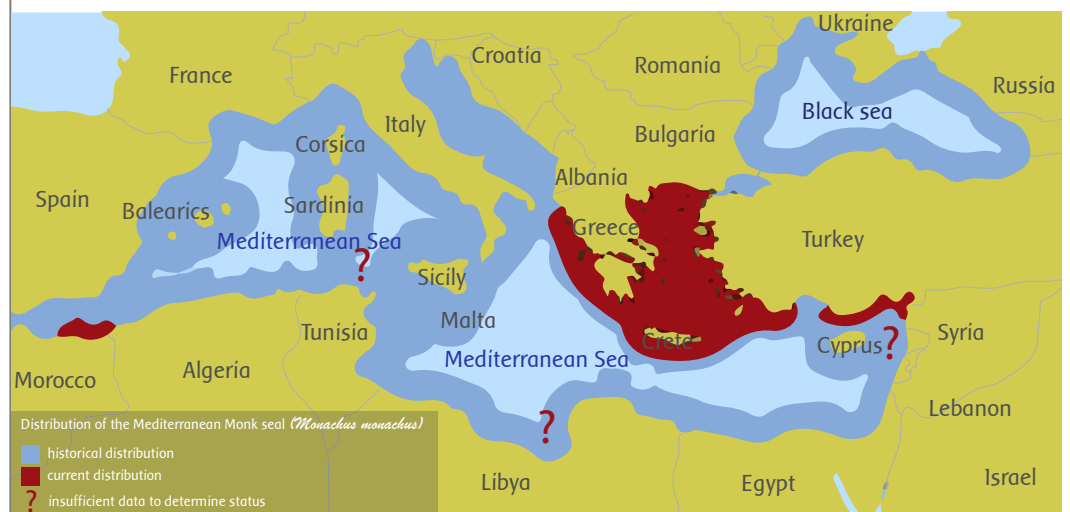 Ukraine
Croatia
France
Romania
Russia
Black sea
Italy
Bulgaria
Corsica
Albania
Spain
Balearics
Sardinia
Greece
Mediterranean Sea
Turkey
?
Sicily
Malta
Tunisia
Crete
Cyprus
?
Syria
Mediterranean Sea
Morocco
Algeria
Lebanon
Distribution of the Mediterranean Monk seal (Monachus monachus)
historical distribution
current distribution
? insufficient data to determine status
?
Libya
Egypt
Israel